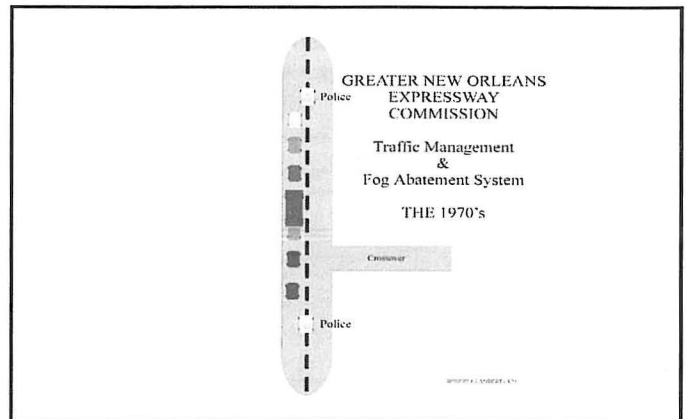 Police
GREATER NEW ORLEANS
EXPRESSWAY
COMMISSION
Traffic Management
&
Fog Abatement System
THE 1970's
Crossover
Police